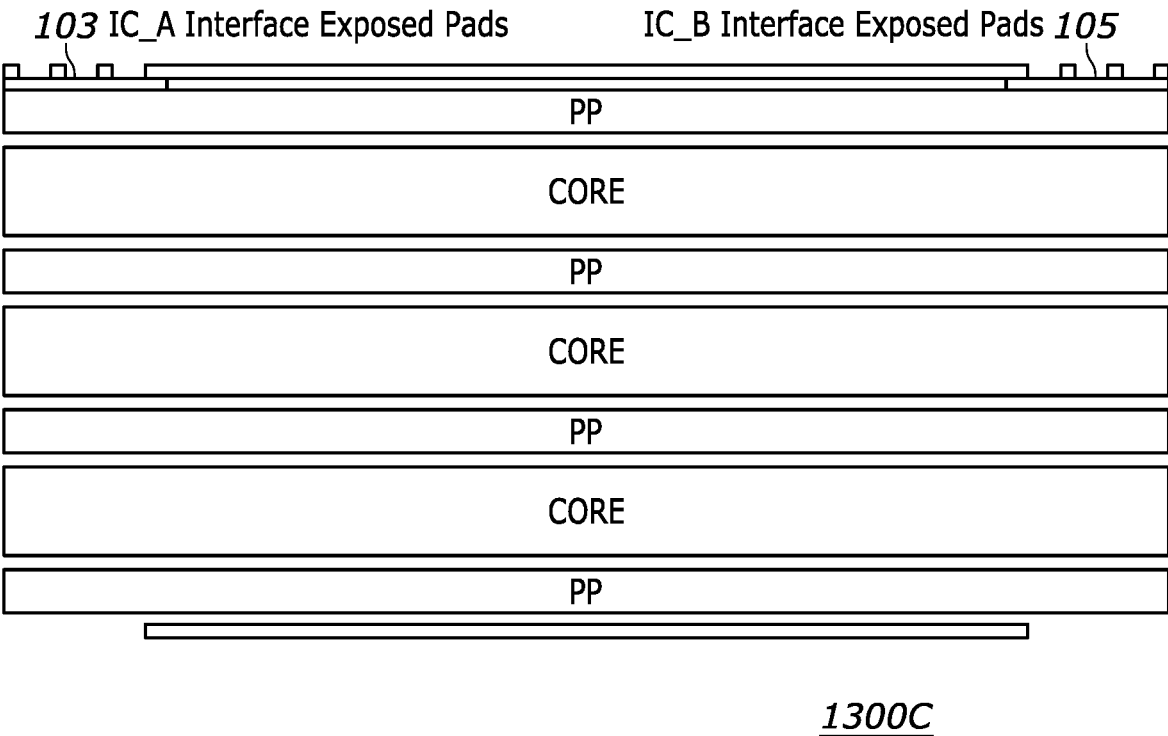 103 IC_A Interface Exposed Pads IC_B Interface Exposed Pads 105
PP
CORE
PP
CORE
PP
CORE
PP
1300C